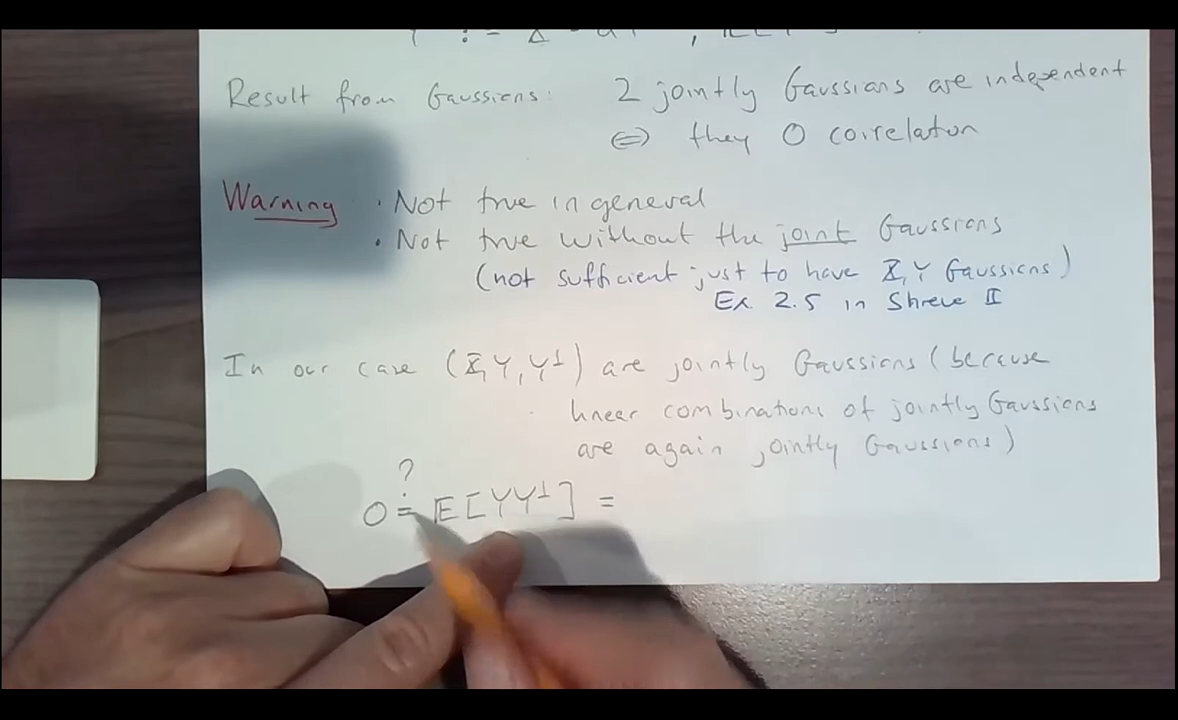 Result from Gaussians: 2 jointly Gaussians are independent
⇔ they 0 correlation
Warning · Not true in general
· Not true without the joint Gaussians
(not sufficient just to have X, Y Gaussians)
Ex. 2.5 in Shreve II
In our case (X, Y, Y⊥) are jointly Gaussians (because
linear combinations of jointly Gaussians
are again jointly Gaussians)
?
0 = E[YY⊥] =